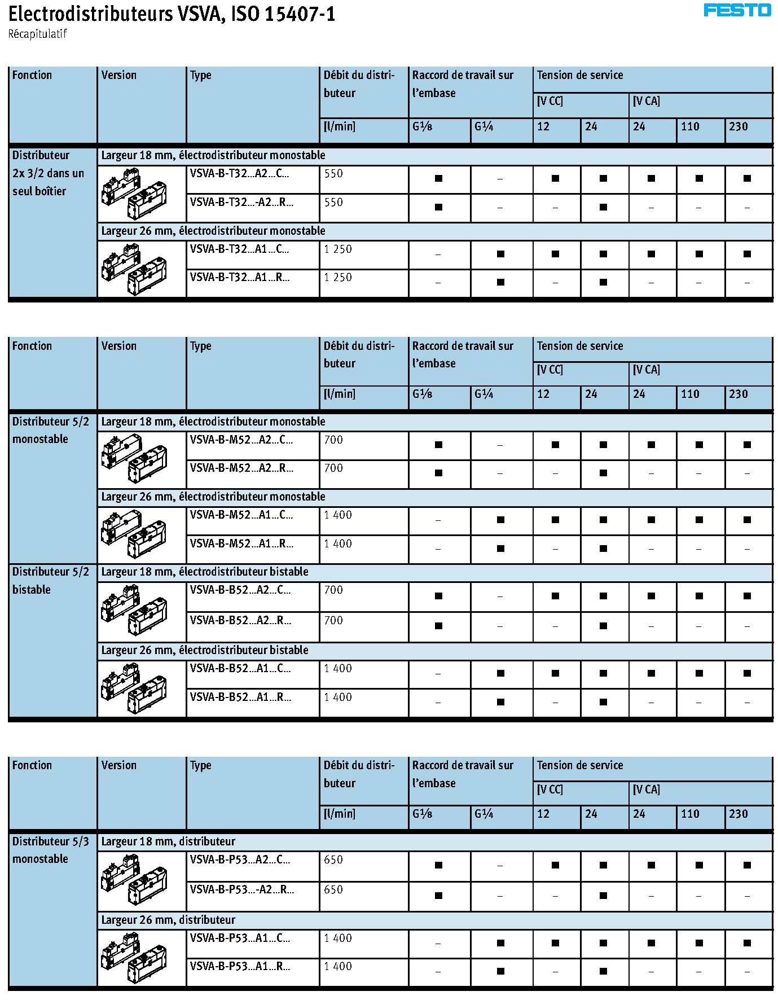 Electrodistributeurs VSVA, ISO 15407-1
FESTO
Récapitulatif
Fonction Version Type Débit du distri- Raccord de travail sur Tension de service
buteur l’embase
[V CC] [V CA]
[l/min] G⅛ G¼ 12 24 24 110 230
Distributeur Largeur 18 mm, électrodistributeur monostable
2x 3/2 dans un VSVA-B-T32…A2…C… 550 ■ – ■ ■ ■ ■ ■
seul boîtier
VSVA-B-T32…-A2…R… 550 ■ – – ■ – – –
Largeur 26 mm, électrodistributeur monostable
VSVA-B-T32…A1…C… 1 250 – ■ ■ ■ ■ ■ ■
VSVA-B-T32…A1…R… 1 250 – ■ – ■ – – –
Fonction Version Type Débit du distri- Raccord de travail sur Tension de service
buteur l’embase
[V CC] [V CA]
[l/min] G⅛ G¼ 12 24 24 110 230
Distributeur 5/2 Largeur 18 mm, électrodistributeur monostable
monostable VSVA-B-M52…A2…C… 700 ■ – ■ ■ ■ ■ ■
VSVA-B-M52…A2…R… 700 ■ – – ■ – – –
Largeur 26 mm, électrodistributeur monostable
VSVA-B-M52…A1…C… 1 400 – ■ ■ ■ ■ ■ ■
VSVA-B-M52…A1…R… 1 400 – ■ – ■ – – –
Distributeur 5/2 Largeur 18 mm, électrodistributeur bistable
bistable VSVA-B-B52…A2…C… 700 ■ – ■ ■ ■ ■ ■
VSVA-B-B52…A2…R… 700 ■ – – ■ – – –
Largeur 26 mm, électrodistributeur bistable
VSVA-B-B52…A1…C… 1 400 – ■ ■ ■ ■ ■ ■
VSVA-B-B52…A1…R… 1 400 – ■ – ■ – – –
Fonction Version Type Débit du distri- Raccord de travail sur Tension de service
buteur l’embase
[V CC] [V CA]
[l/min] G⅛ G¼ 12 24 24 110 230
Distributeur 5/3 Largeur 18 mm, distributeur
monostable VSVA-B-P53…A2…C… 650 ■ – ■ ■ ■ ■ ■
VSVA-B-P53…-A2…R… 650 ■ – – ■ – – –
Largeur 26 mm, distributeur
VSVA-B-P53…A1…C… 1 400 – ■ ■ ■ ■ ■ ■
VSVA-B-P53…A1…R… 1 400 – ■ – ■ – – –